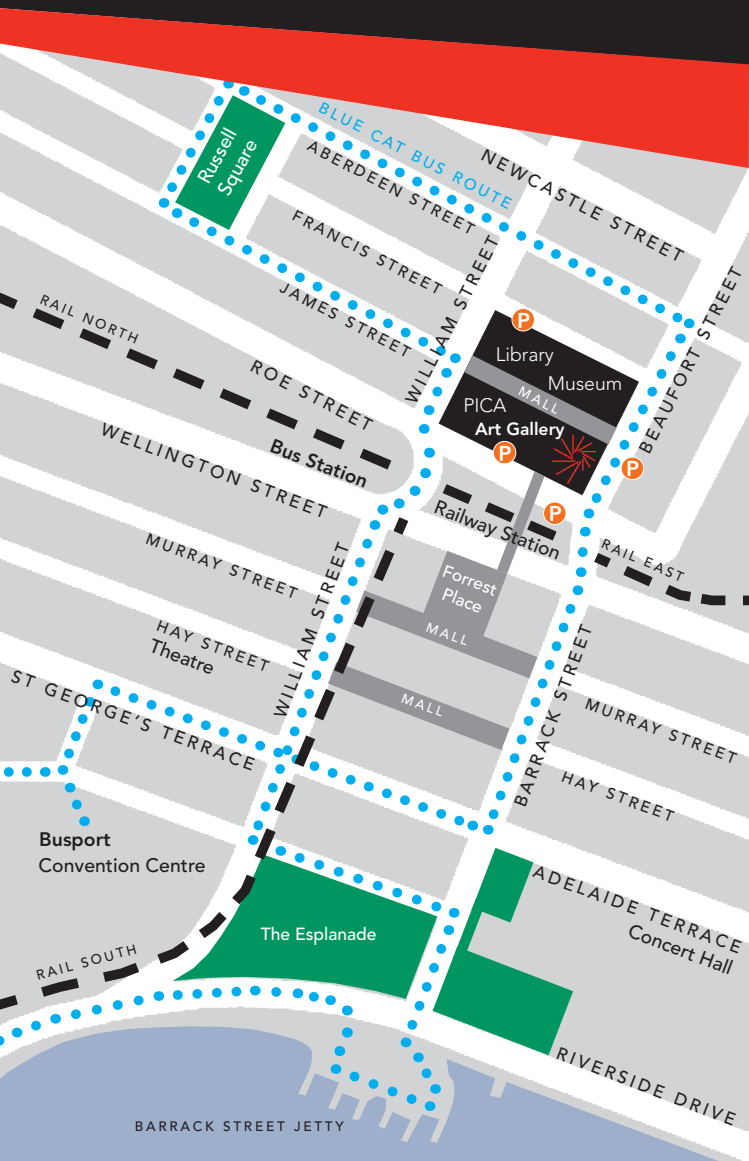 BLUE CAT BUS ROUTE
Russell
Square
NEWCASTLE STREET
ABERDEEN STREET
FRANCIS STREET
JAMES STREET
WILLIAM STREET
BEAUFORT STREET
RAIL NORTH
P
Library
Museum
MALL
PICA
Art Gallery
P
P
P
ROE STREET
Bus Station
WELLINGTON STREET
Railway Station
RAIL EAST
MURRAY STREET
Forrest
Place
MALL
HAY STREET
Theatre
WILLIAM STREET
MALL
BARRACK STREET
MURRAY STREET
HAY STREET
ST GEORGE'S TERRACE
Busport
Convention Centre
ADELAIDE TERRACE
Concert Hall
The Esplanade
RAIL SOUTH
RIVERSIDE DRIVE
BARRACK STREET JETTY